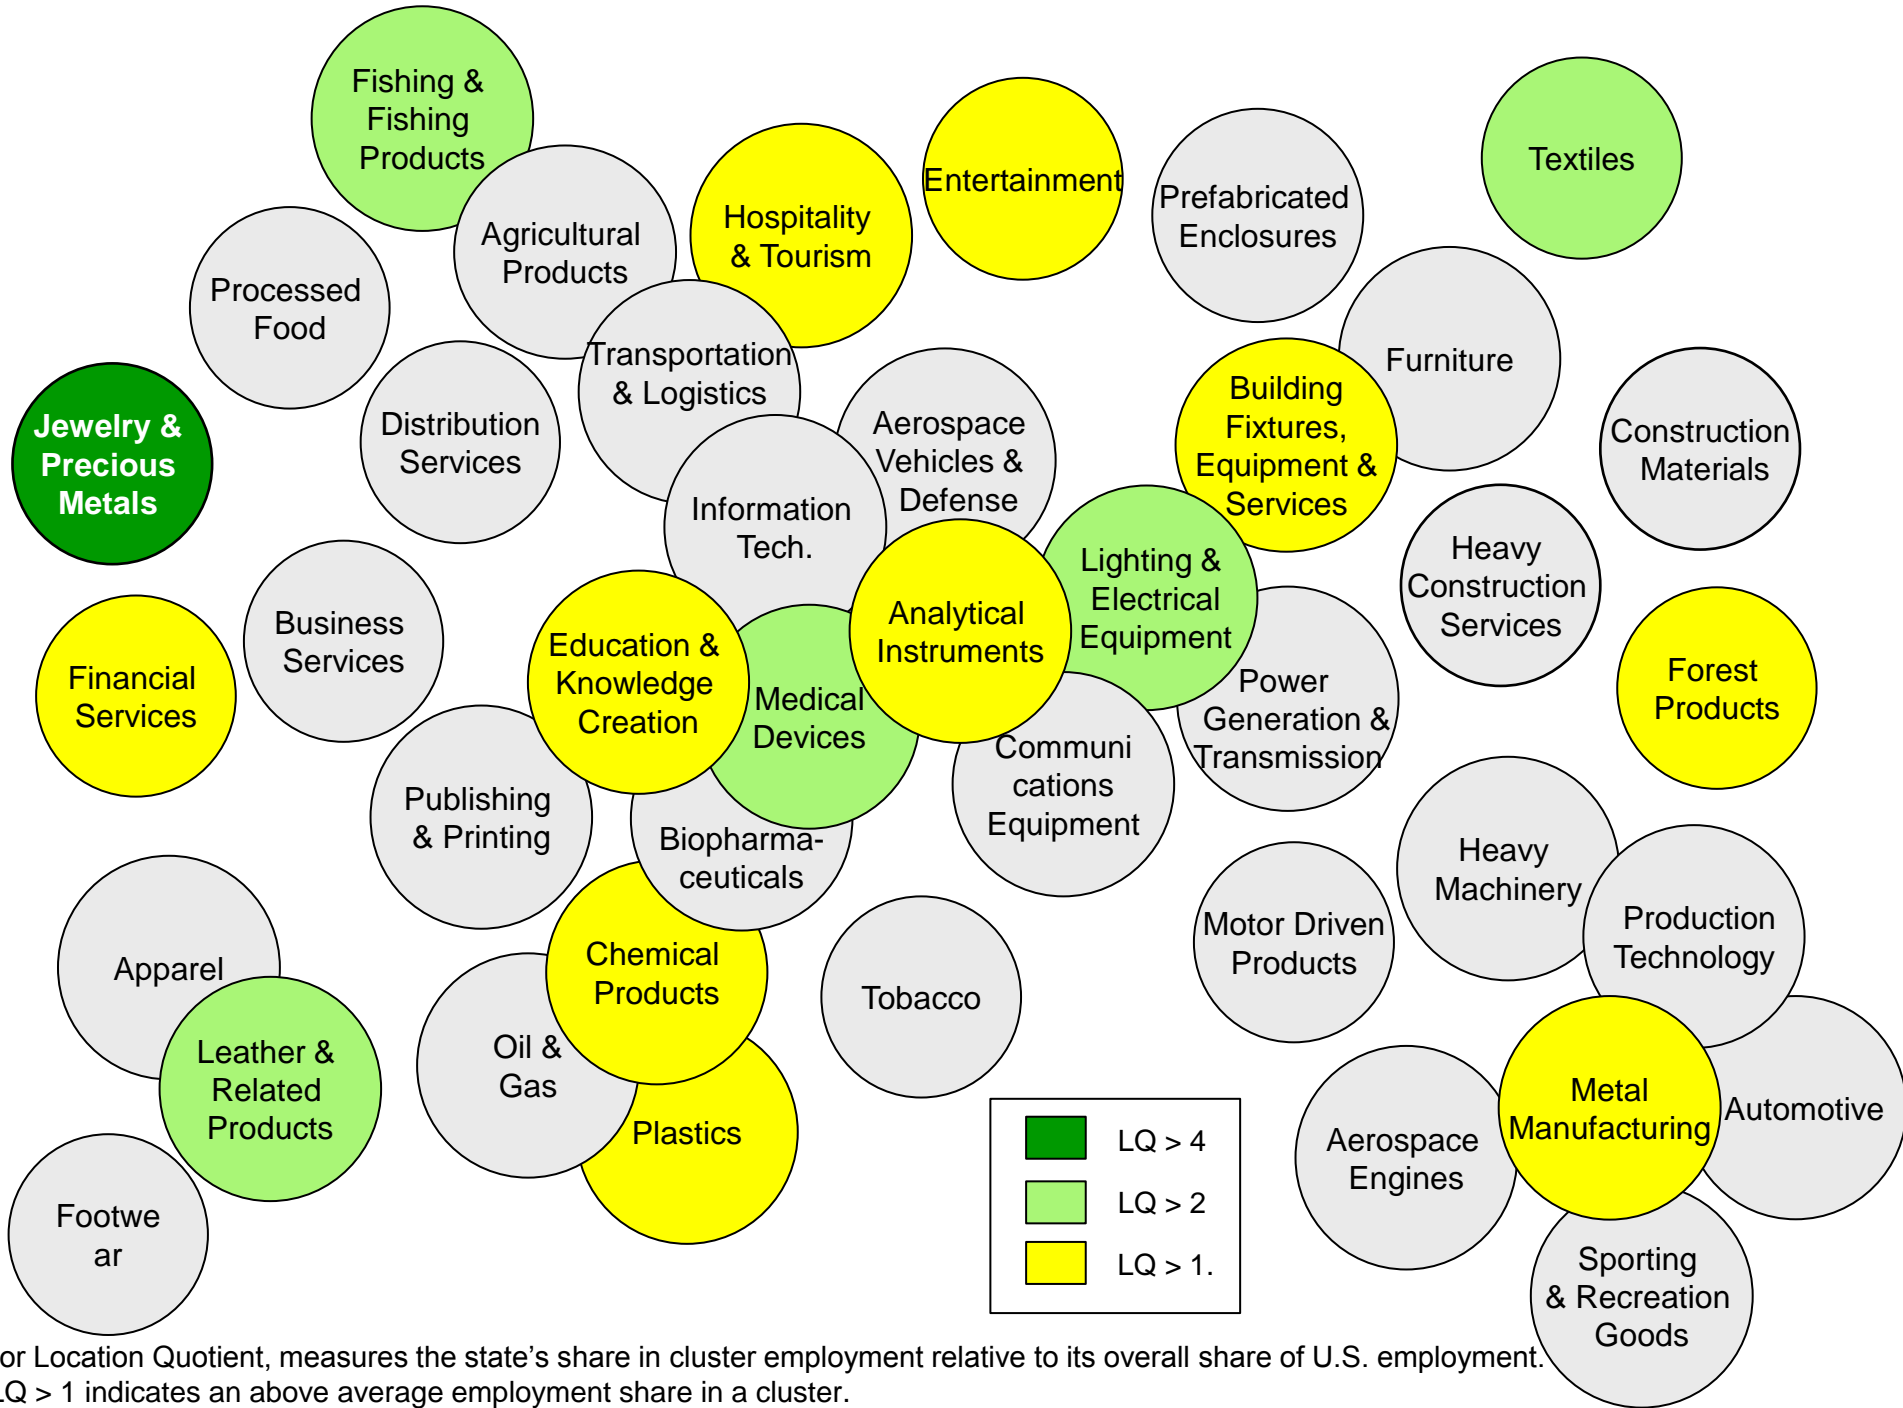 Fishing &
Fishing
Products
Textiles
Entertainment
Prefabricated
Enclosures
Hospitality
& Tourism
Agricultural
Products
Processed
Food
Transportation
& Logistics
Furniture
Building
Fixtures,
Equipment &
Services
Jewelry &
Precious
Metals
Distribution
Services
Aerospace
Vehicles &
Defense
Construction
Materials
Information
Tech.
Heavy
Construction
Services
Lighting &
Electrical
Equipment
Analytical
Instruments
Business
Services
Education &
Knowledge
Creation
Financial
Services
Medical
Devices
Power
Generation &
Transmission
Forest
Products
Communi
cations
Equipment
Publishing
& Printing
Biopharma-
ceuticals
Heavy
Machinery
Motor Driven
Products
Production
Technology
Apparel
Chemical
Products
Tobacco
Leather &
Related
Products
Oil &
Gas
Plastics
Metal
Manufacturing
Automotive
Aerospace
Engines
Footwe
ar
Sporting
& Recreation
Goods
LQ > 4
LQ > 2
LQ > 1.
or Location Quotient, measures the state’s share in cluster employment relative to its overall share of U.S. employment.
LQ > 1 indicates an above average employment share in a cluster.